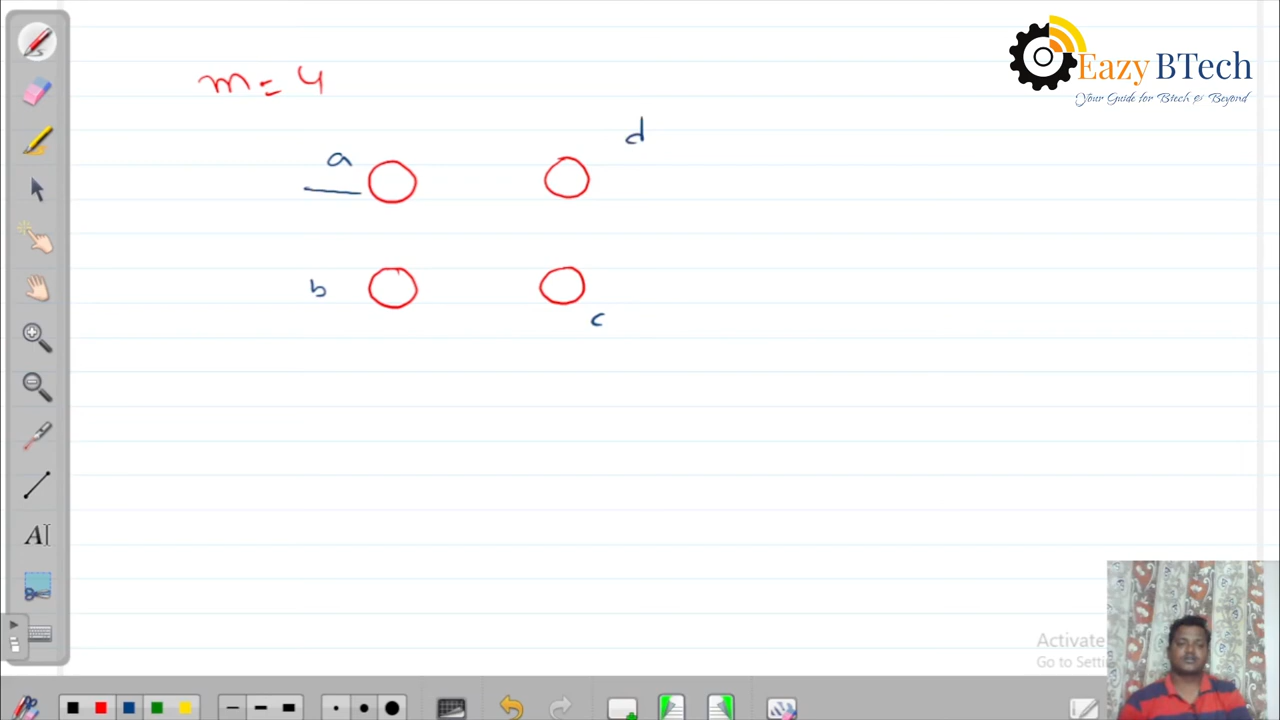 m = 4
Eazy BTech
Your Guide for Btech & Beyond
a
d
b
c
A
Activate
Go to Setti